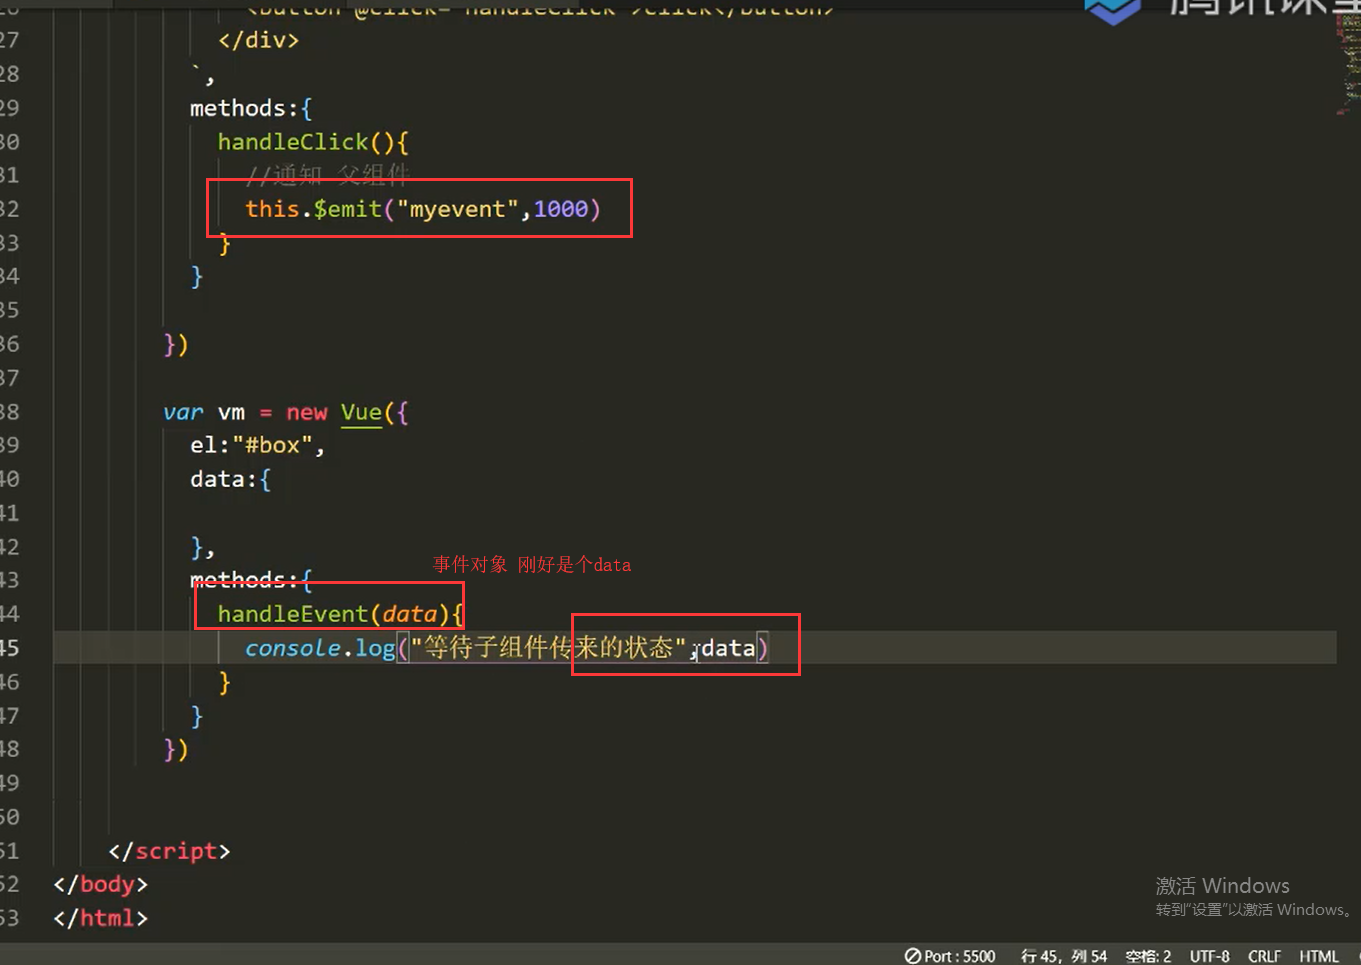 <button @click="handleClick">click</button>
腾讯课堂
27 </div>
28 `,
29 methods:{
30 handleClick(){
31 //通知 父组件
32 this.$emit("myevent",1000)
33 }
34 }
35
36 })
37
38 var vm = new Vue({
39 el:"#box",
40 data:{
41
42 },
事件对象 刚好是个data
43 methods:{
44 handleEvent(data){
45 console.log("等待子组件传来的状态",data)
46 }
47 }
48 })
49
50
51 </script>
52 </body>
53 </html>
激活 Windows
转到"设置"以激活 Windows。
Port : 5500 行 45, 列 54 空格: 2 UTF-8 CRLF HTML